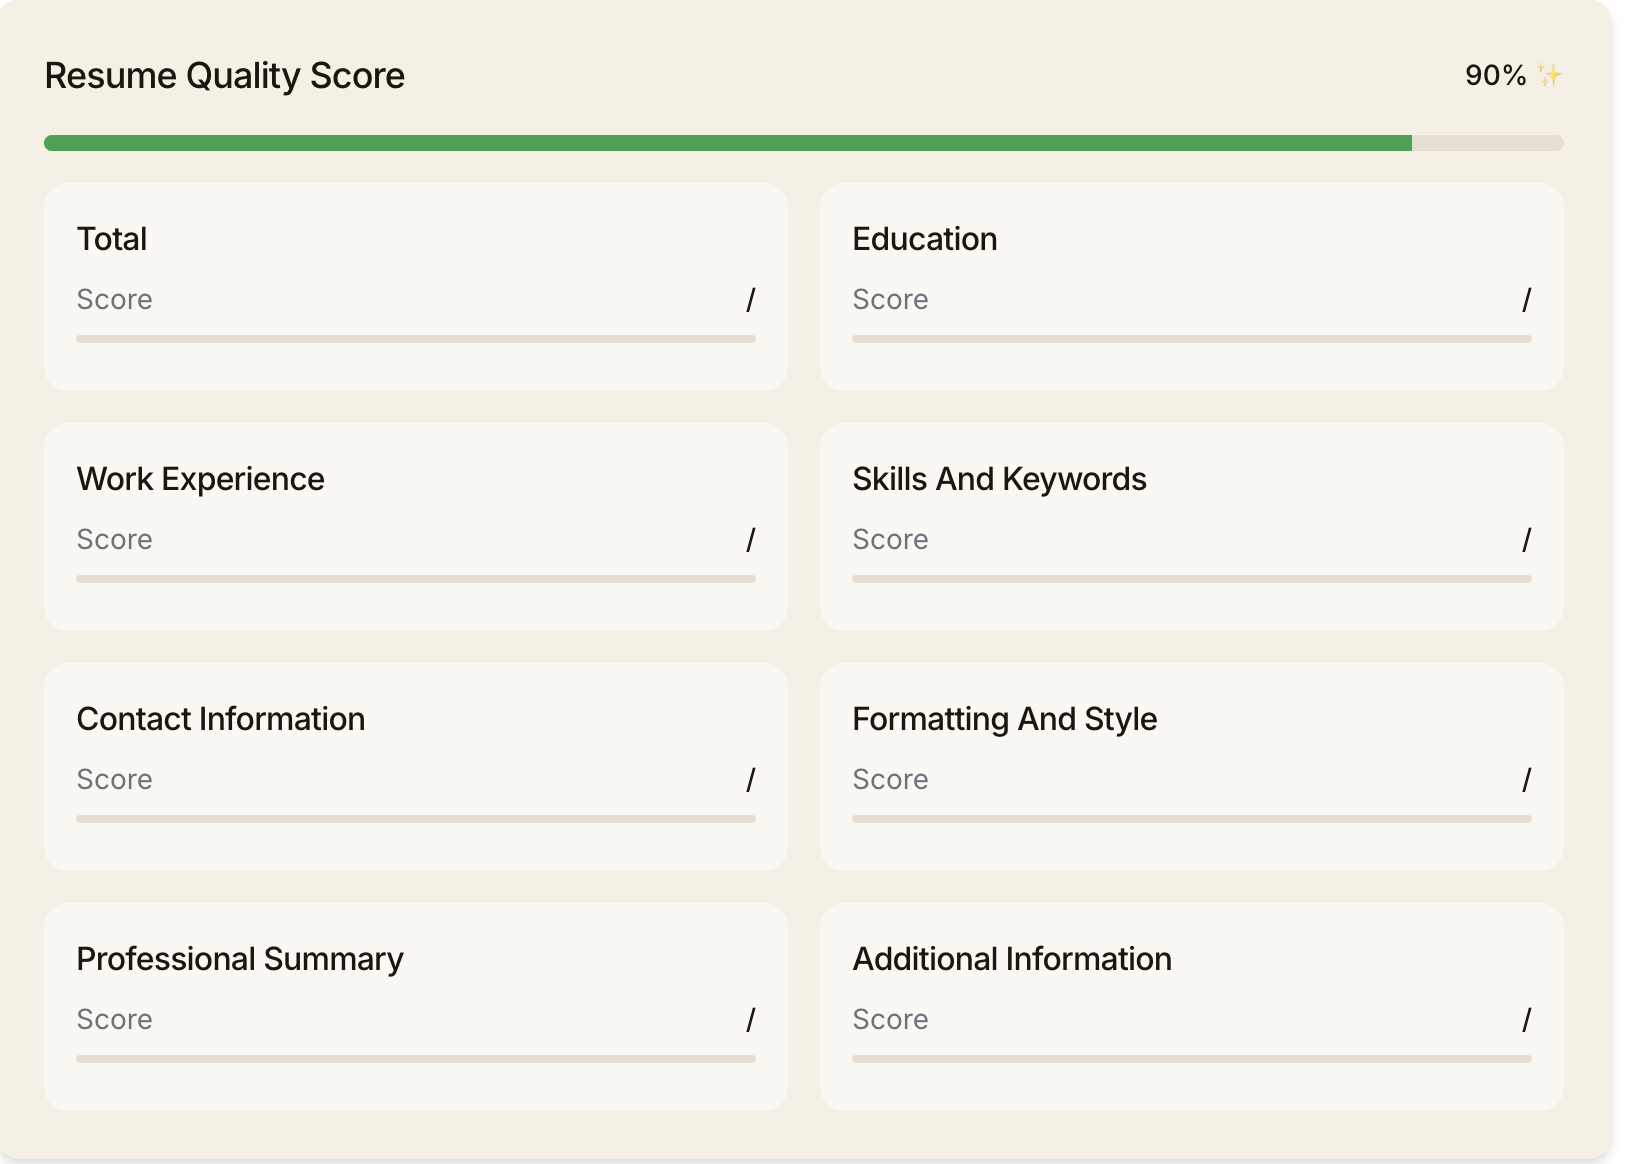 Resume Quality Score
90% ✨
Total
Score /
Education
Score /
Work Experience
Score /
Skills And Keywords
Score /
Contact Information
Score /
Formatting And Style
Score /
Professional Summary
Score /
Additional Information
Score /